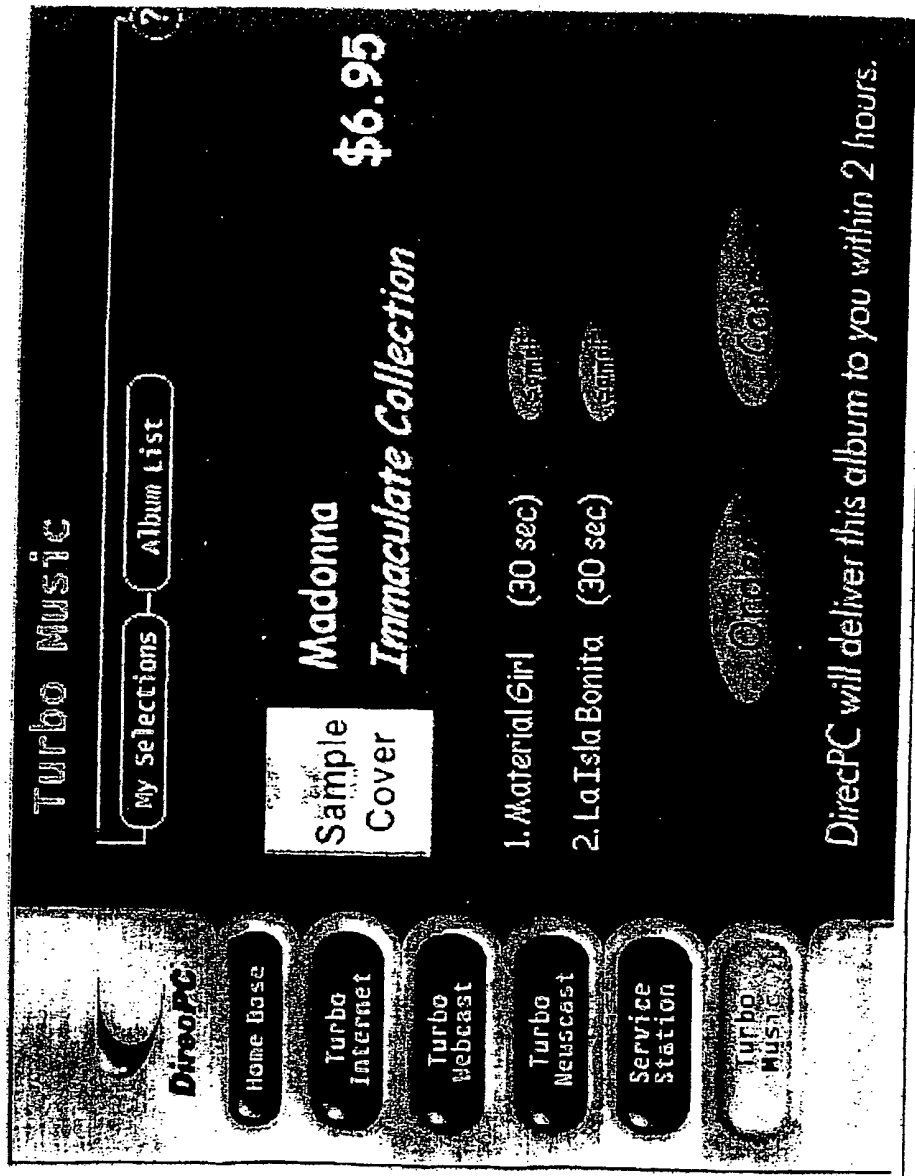 Turbo Music
?
My Selections
Album List
Sample
Cover
Madonna
Immaculate Collection
$6.95
1. Material Girl (30 sec)
2. La Isla Bonita (30 sec)
DirecPC will deliver this album to you within 2 hours.
DirecPC
Home Base
Turbo
Internet
Turbo
Webcast
Turbo
Newscast
Service
Station
Turbo
Music